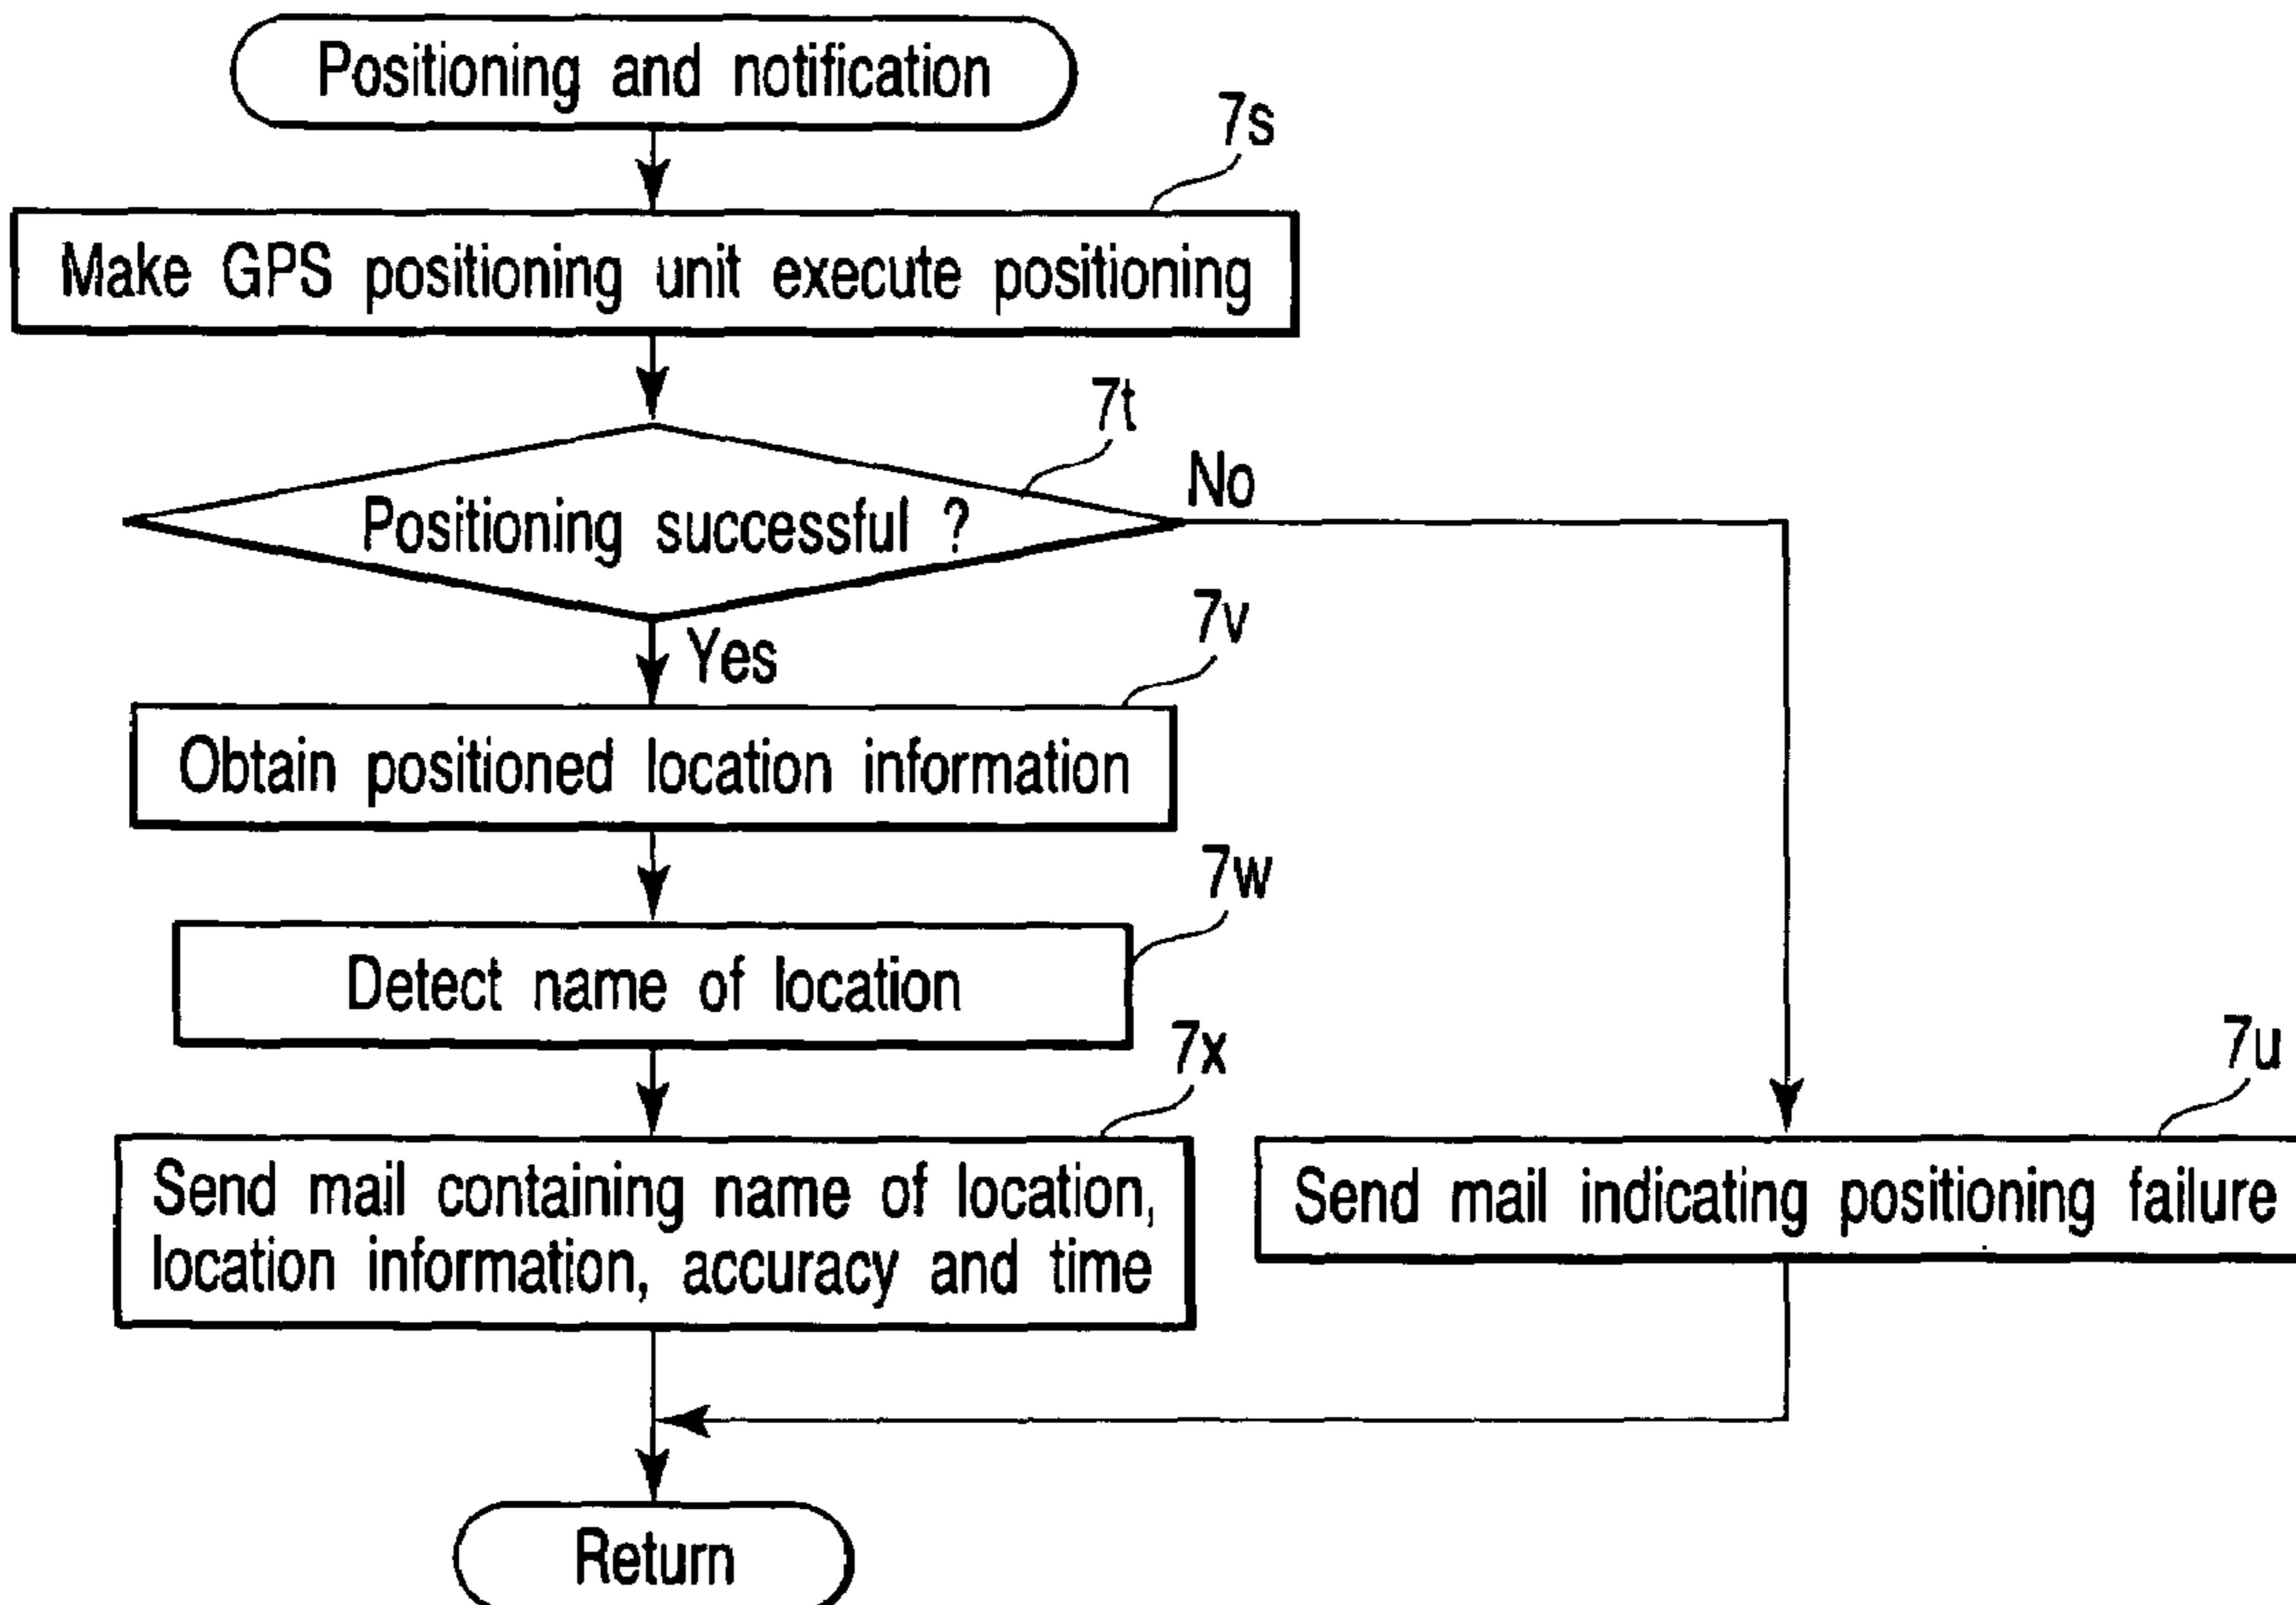 Positioning and notification
7s
Make GPS positioning unit execute positioning
7t
No
Positioning successful ?
Yes
7v
Obtain positioned location information
7w
Detect name of location
7x
Send mail containing name of location,
location information, accuracy and time
7u
Send mail indicating positioning failure
Return